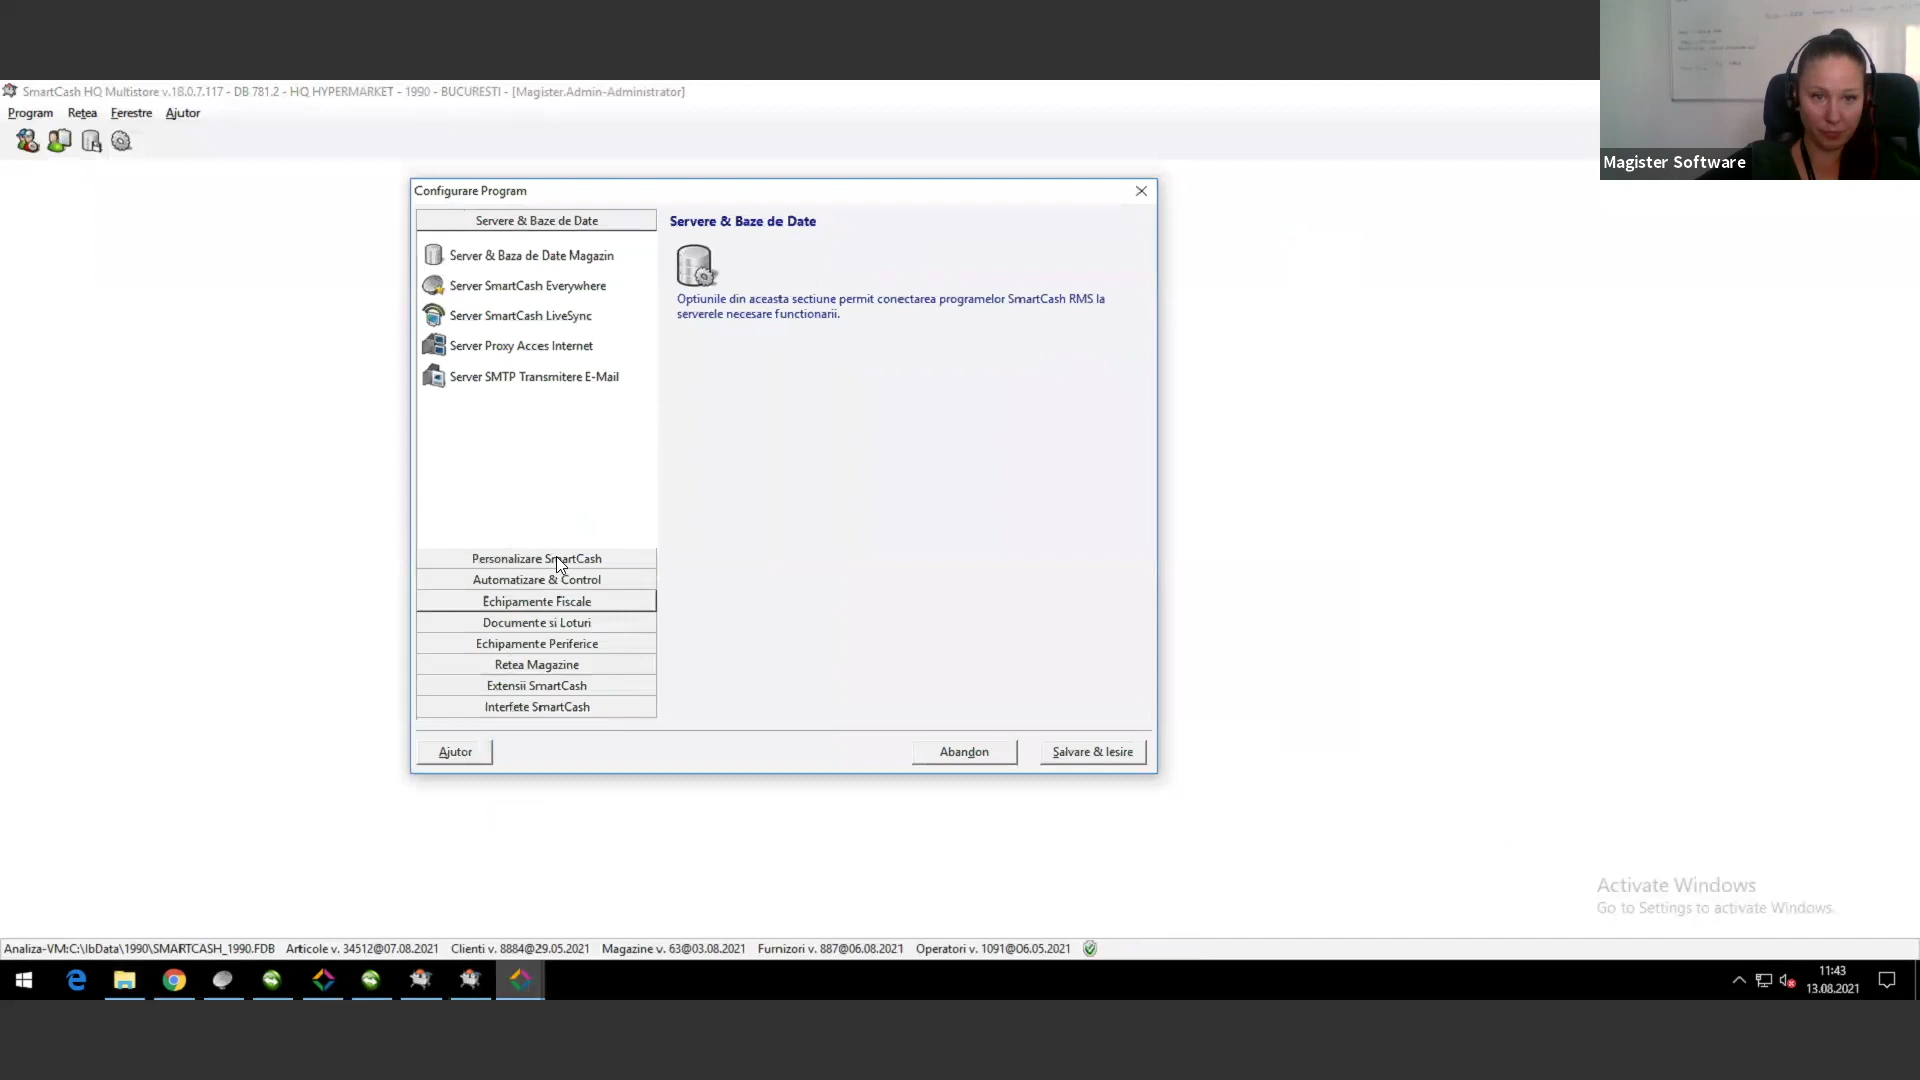 SmartCash HQ Multistore v.18.0.7.117 - DB 781.2 - HQ HYPERMARKET - 1990 - BUCURESTI - [Magister.Admin-Administrator]
Program Retea Ferestre Ajutor
Magister Software
Configurare Program
Servere & Baze de Date
Server & Baza de Date Magazin
Server SmartCash Everywhere
Server SmartCash LiveSync
Server Proxy Acces Internet
Server SMTP Transmitere E-Mail
Personalizare SmartCash
Automatizare & Control
Echipamente Fiscale
Documente si Loturi
Echipamente Periferice
Retea Magazine
Extensii SmartCash
Interfete SmartCash
Servere & Baze de Date
Optiunile din aceasta sectiune permit conectarea programelor SmartCash RMS la
serverele necesare functionarii.
Ajutor
Abandon
Salvare & Iesire
Activate Windows
Go to Settings to activate Windows.
Analiza-VM:C:\IbData\1990\SMARTCASH_1990.FDB Articole v. 34512@07.08.2021 Clienti v. 8884@29.05.2021 Magazine v. 63@03.08.2021 Furnizori v. 887@06.08.2021 Operatori v. 1091@06.05.2021
11:43
13.08.2021